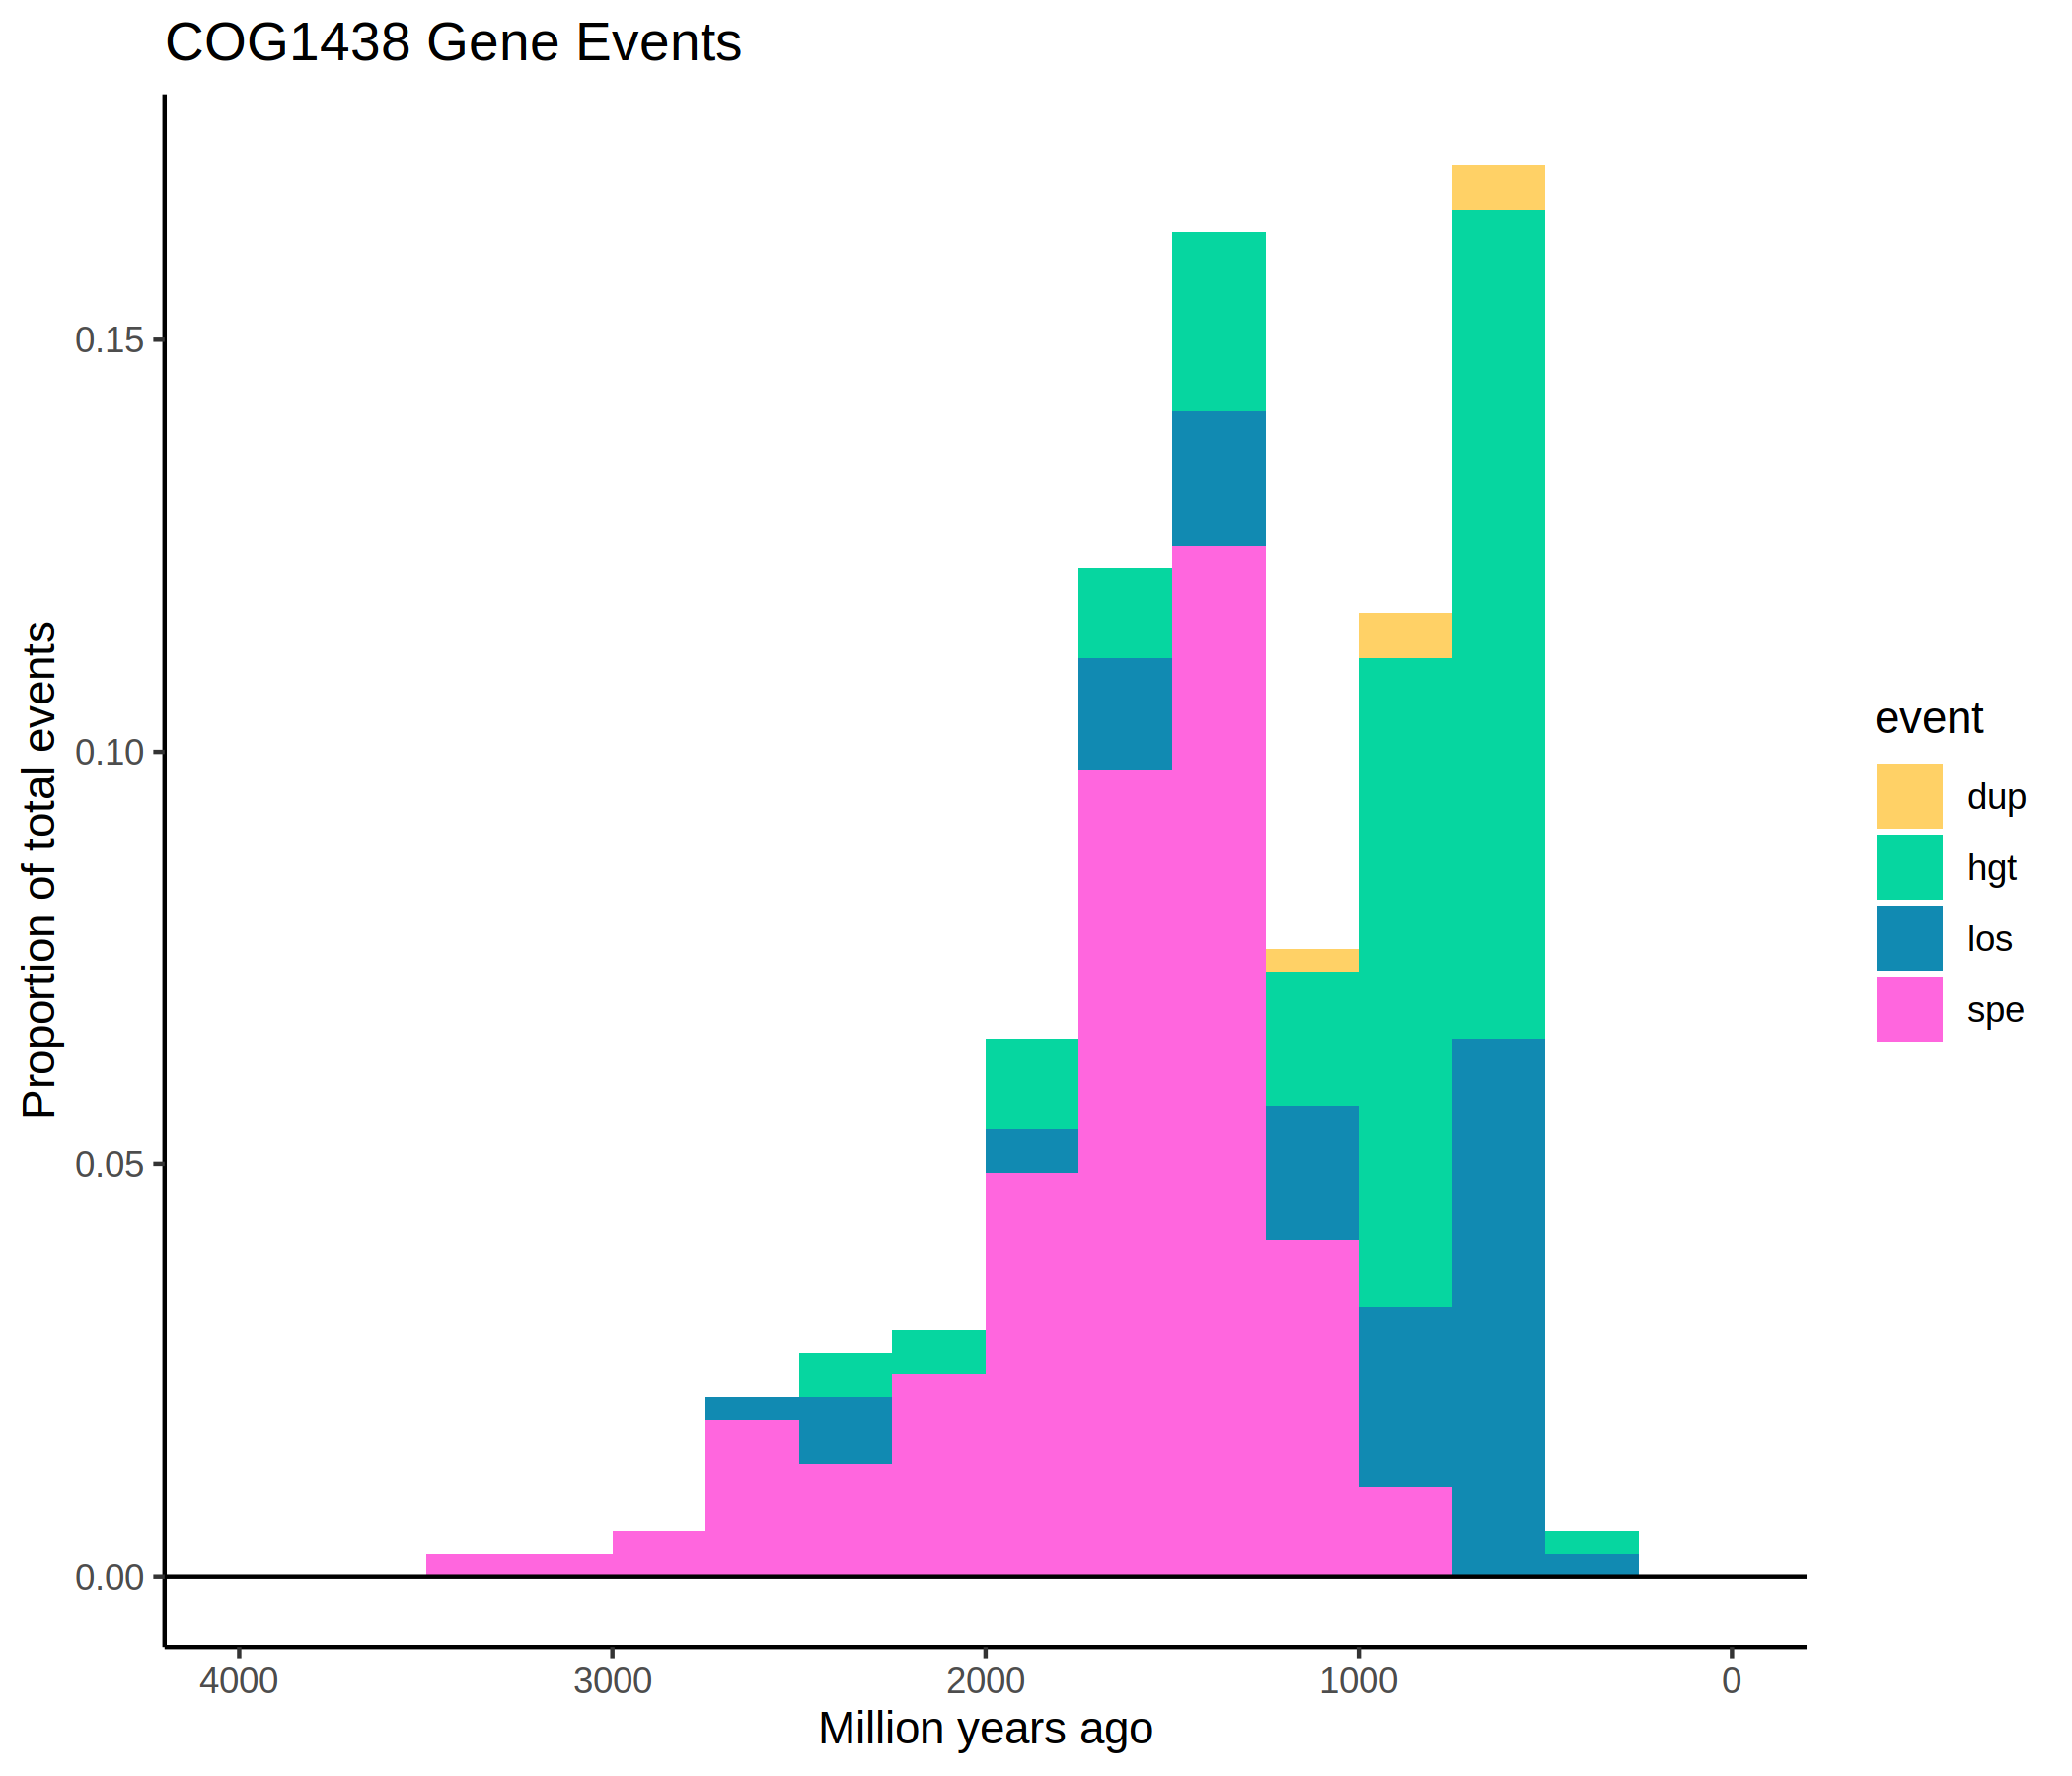 COG1438 Gene Events
Proportion of total events
0.15
0.10
0.05
0.00
4000 3000 2000 1000 0
Million years ago
event
dup
hgt
los
spe